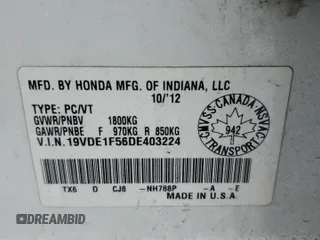 MFD. BY HONDA MFG. OF INDIANA, LLC
10/'12
TYPE: PC/VT
GVWR/PNBV 1800KG
GAWR/PNBE F 970KG R 850KG
V.I.N. 19VDE1F56DE403224
CANADA
CMVSS NSVAC
942
TRANSPORT
TX6 D CJ8 -NH788P -A -E
MADE IN U.S.A.
DREAMBID